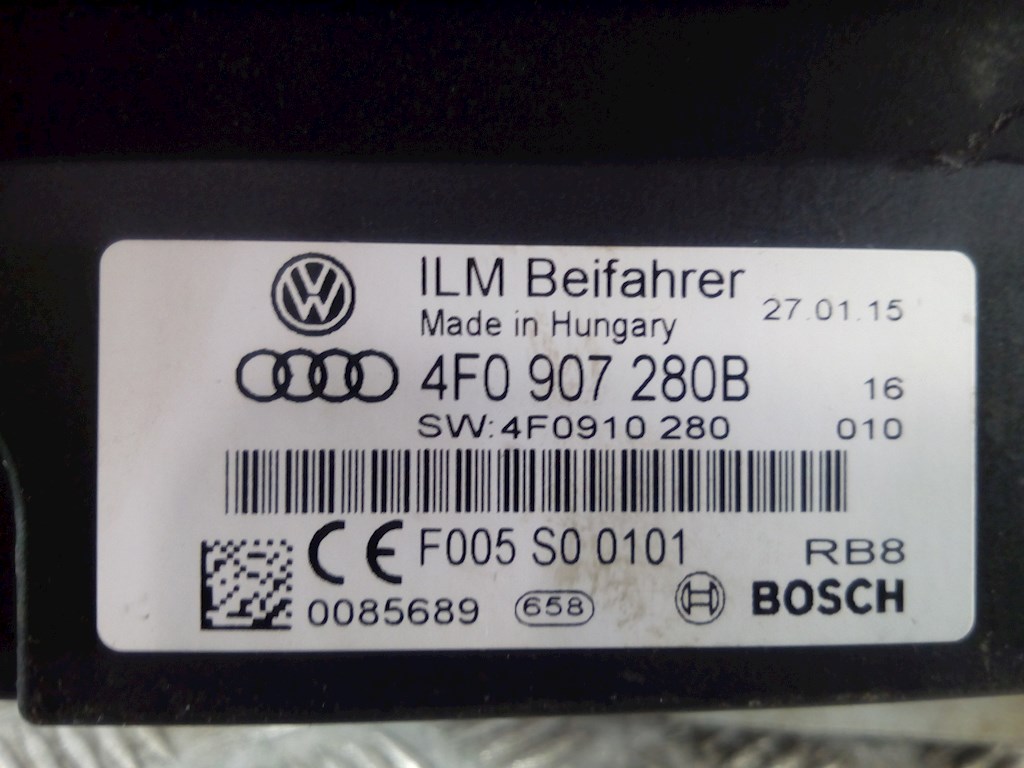 ILM Beifahrer
27.01.15
Made in Hungary
4F0 907 280B 16
SW:4F0910 280 010
CE F005 S0 0101 RB8
0085689 658 BOSCH